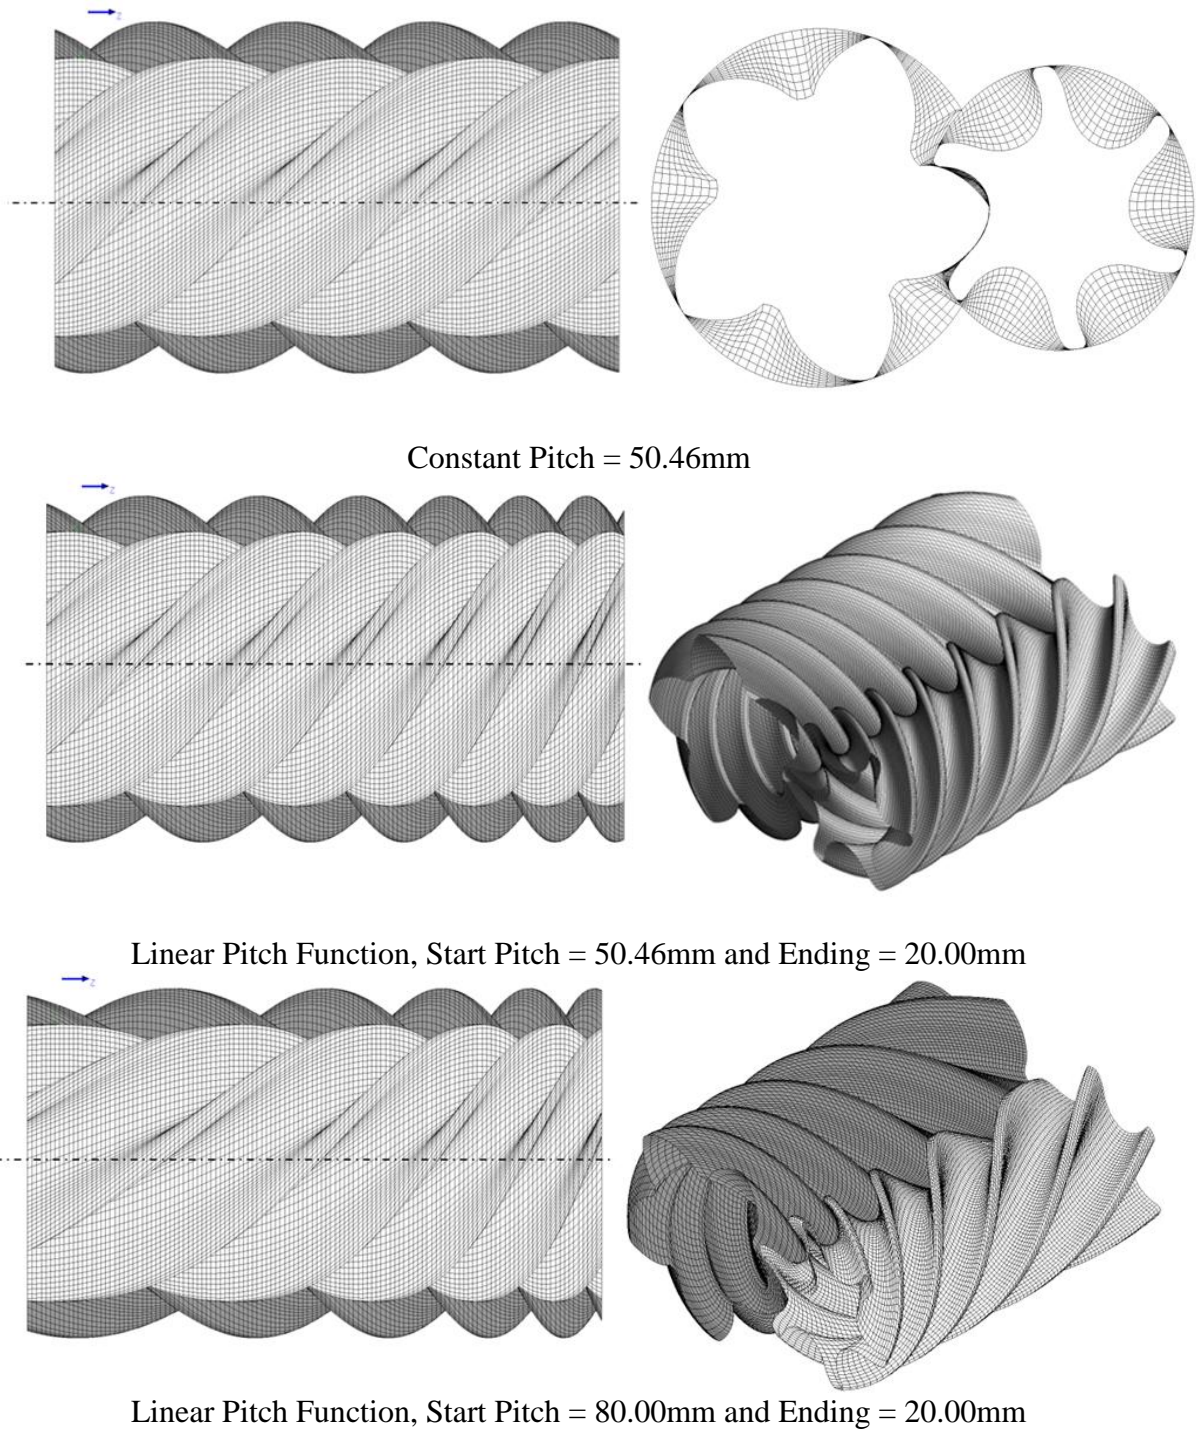 z
Constant Pitch = 50.46mm
z
Linear Pitch Function, Start Pitch = 50.46mm and Ending = 20.00mm
z
Linear Pitch Function, Start Pitch = 80.00mm and Ending = 20.00mm